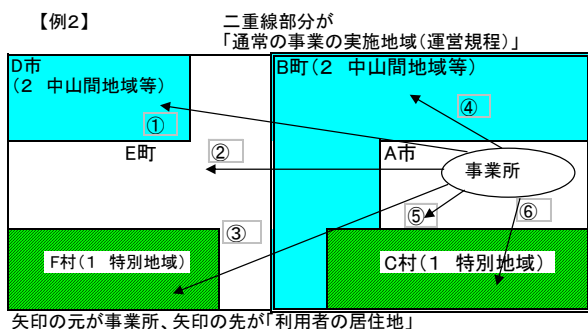 【例2】
二重線部分が
「通常の事業の実施地域(運営規程)」
D市
(2 中山間地域等)
B町(2 中山間地域等)
④
①
E町
②
A市
事業所
③
⑤
⑥
F村(1 特別地域)
C村(1 特別地域)
矢印の元が事業所、矢印の先が「利用者の居住地」